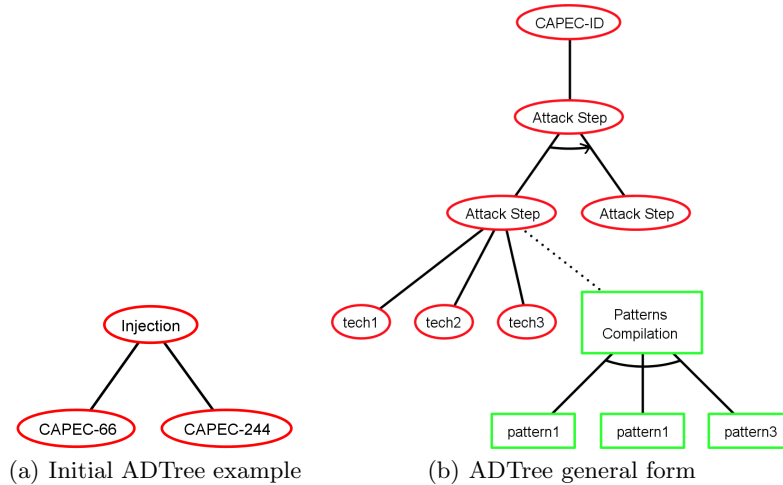 CAPEC-ID
Attack Step
Attack Step
Attack Step
tech1
tech2
tech3
Patterns
Compilation
pattern1
pattern1
pattern3
Injection
CAPEC-66
CAPEC-244
(a) Initial ADTree example
(b) ADTree general form